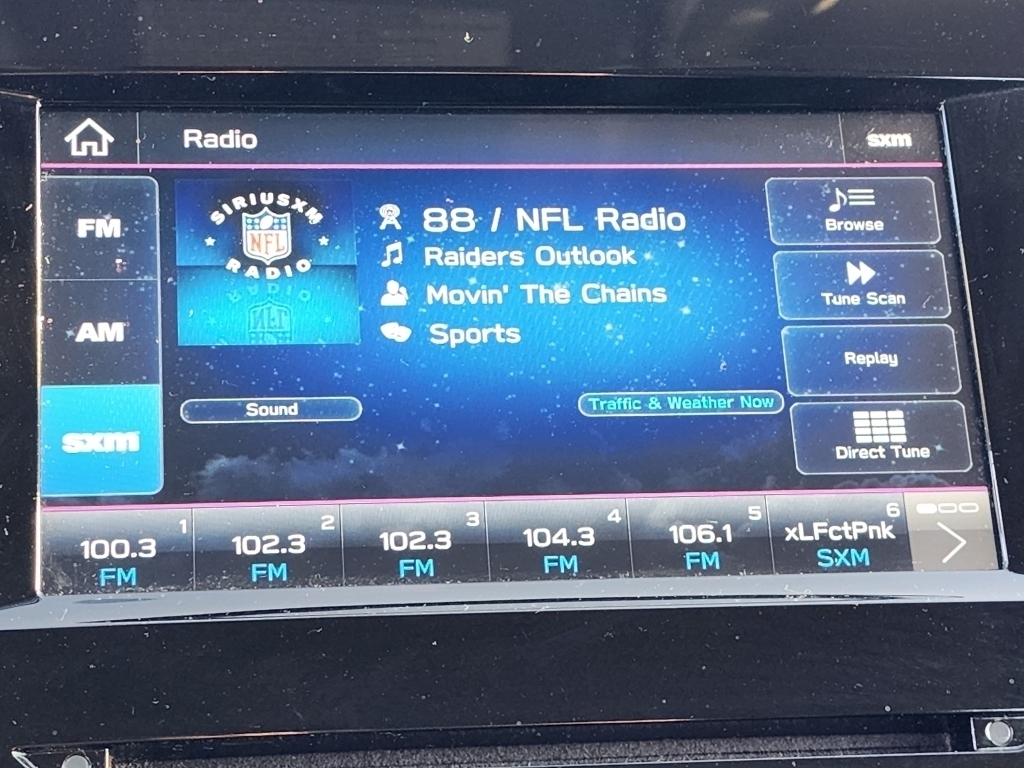 Radio
sxm
FM
AM
sxm
SIRIUSXM
NFL
RADIO
88 / NFL Radio
Raiders Outlook
Movin' The Chains
Sports
Sound
Traffic & Weather Now
Browse
Tune Scan
Replay
Direct Tune
1
100.3
FM
2
102.3
FM
3
102.3
FM
4
104.3
FM
5
106.1
FM
6
xLFctPnk
SXM